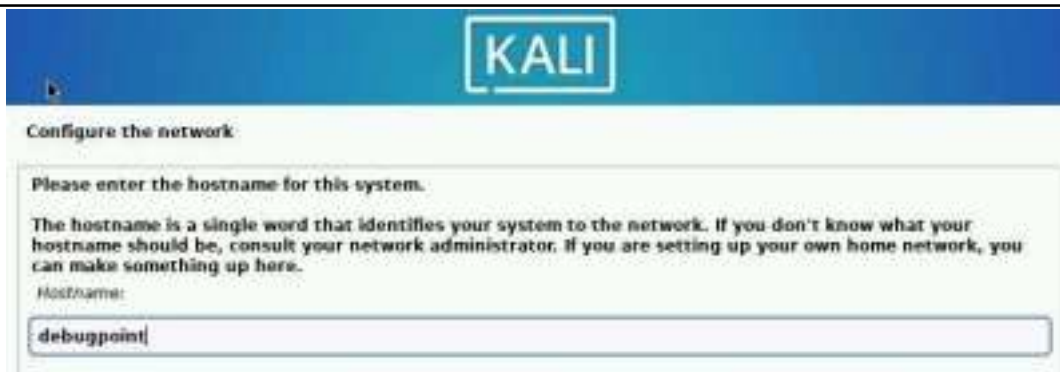 KALI
Configure the network
Please enter the hostname for this system.
The hostname is a single word that identifies your system to the network. If you don't know what your
hostname should be, consult your network administrator. If you are setting up your own home network, you
can make something up here.
Hostname:
debugpoint